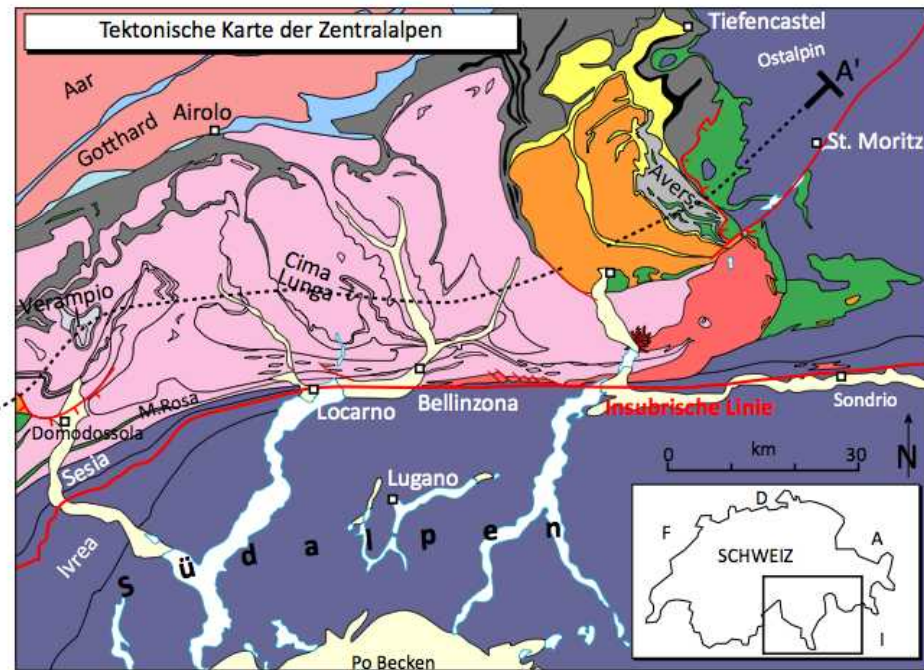 Tektonische Karte der Zentralalpen
Tiefencastel
Ostalpin
A'
Aar
Airolo
Gotthard
St. Moritz
Avers
Cima
Lunga
Verampio
M.Rosa
Locarno
Bellinzona
Insubrische Linie
Sondrio
Domodossola
Sesia
0 km 30
N
Lugano
Ivrea
Südalpen
D
F
A
SCHWEIZ
I
Po Becken